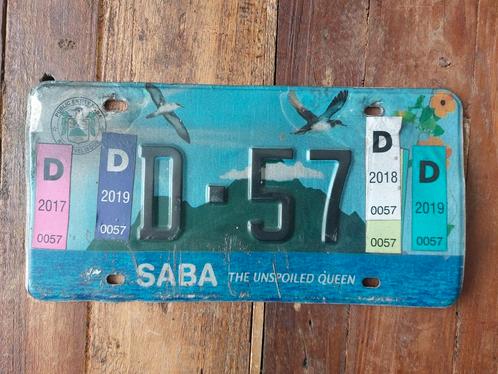 D
2017
0057
D
2019
0057
D-57
D
2018
0057
0057
D
2019
0057
SABA THE UNSPOILED QUEEN